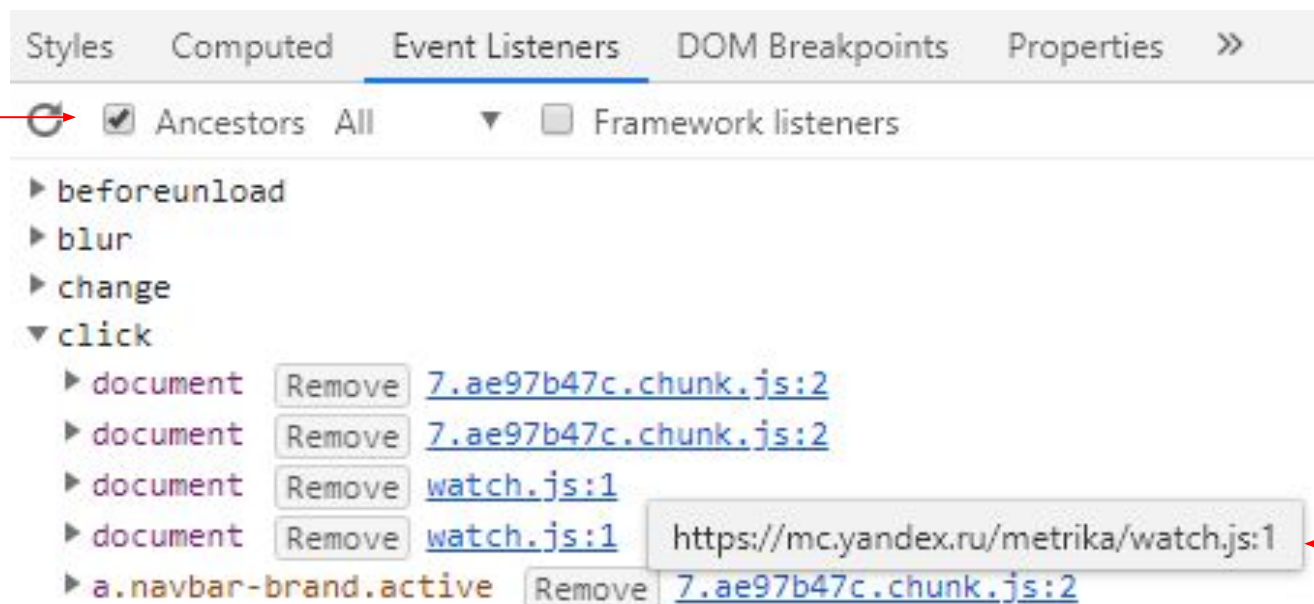 Styles Computed Event Listeners DOM Breakpoints Properties »
Ancestors All ▼ Framework listeners
beforeunload
blur
change
click
document Remove 7.ae97b47c.chunk.js:2
document Remove 7.ae97b47c.chunk.js:2
document Remove watch.js:1
document Remove watch.js:1 https://mc.yandex.ru/metrika/watch.js:1
a.navbar-brand.active Remove 7.ae97b47c.chunk.js:2